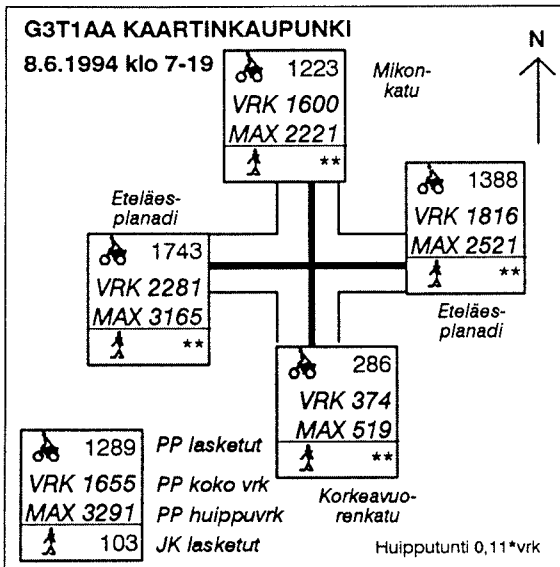 G3T1AA KAARTINKAUPUNKI
8.6.1994 klo 7-19
N
1223
VRK 1600
MAX 2221
**
Mikon-
katu
Eteläes-
planadi
1743
VRK 2281
MAX 3165
**
1388
VRK 1816
MAX 2521
**
Eteläes-
planadi
286
VRK 374
MAX 519
**
Korkeavuo-
renkatu
1289 PP lasketut
VRK 1655 PP koko vrk
MAX 3291 PP huippuvrk
103 JK lasketut
Huipputunti 0,11*vrk